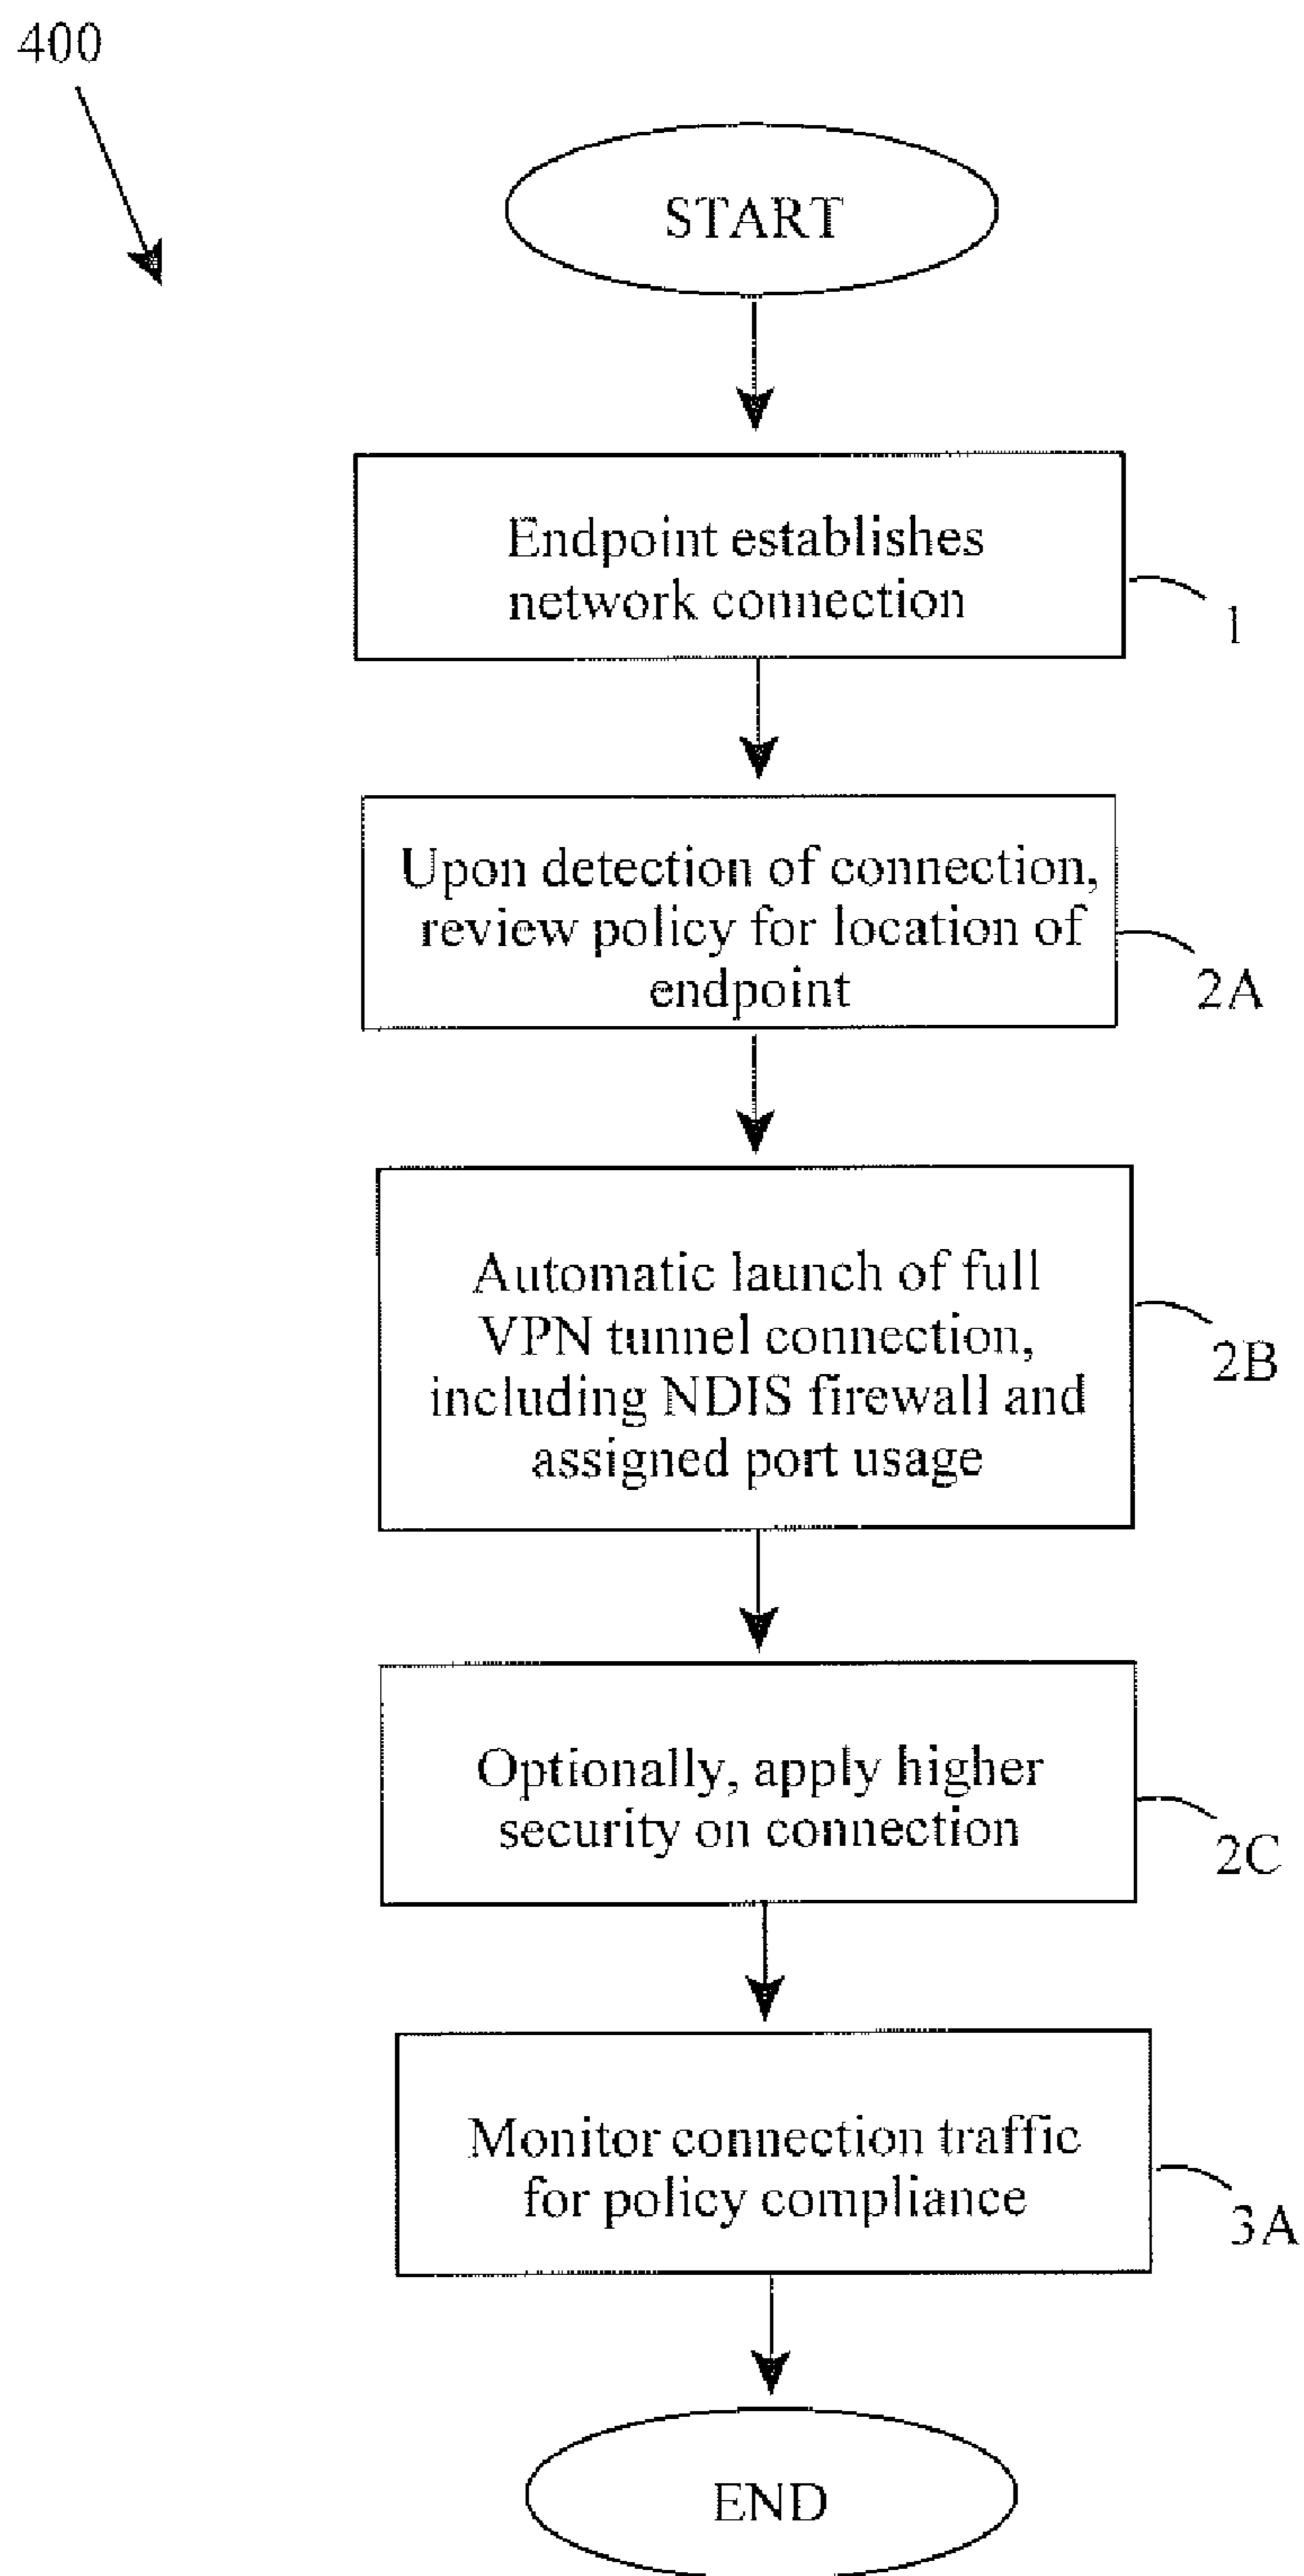 400
START
Endpoint establishes
network connection
1
Upon detection of connection,
review policy for location of
endpoint
2A
Automatic launch of full
VPN tunnel connection,
including NDIS firewall and
assigned port usage
2B
Optionally, apply higher
security on connection
2C
Monitor connection traffic
for policy compliance
3A
END